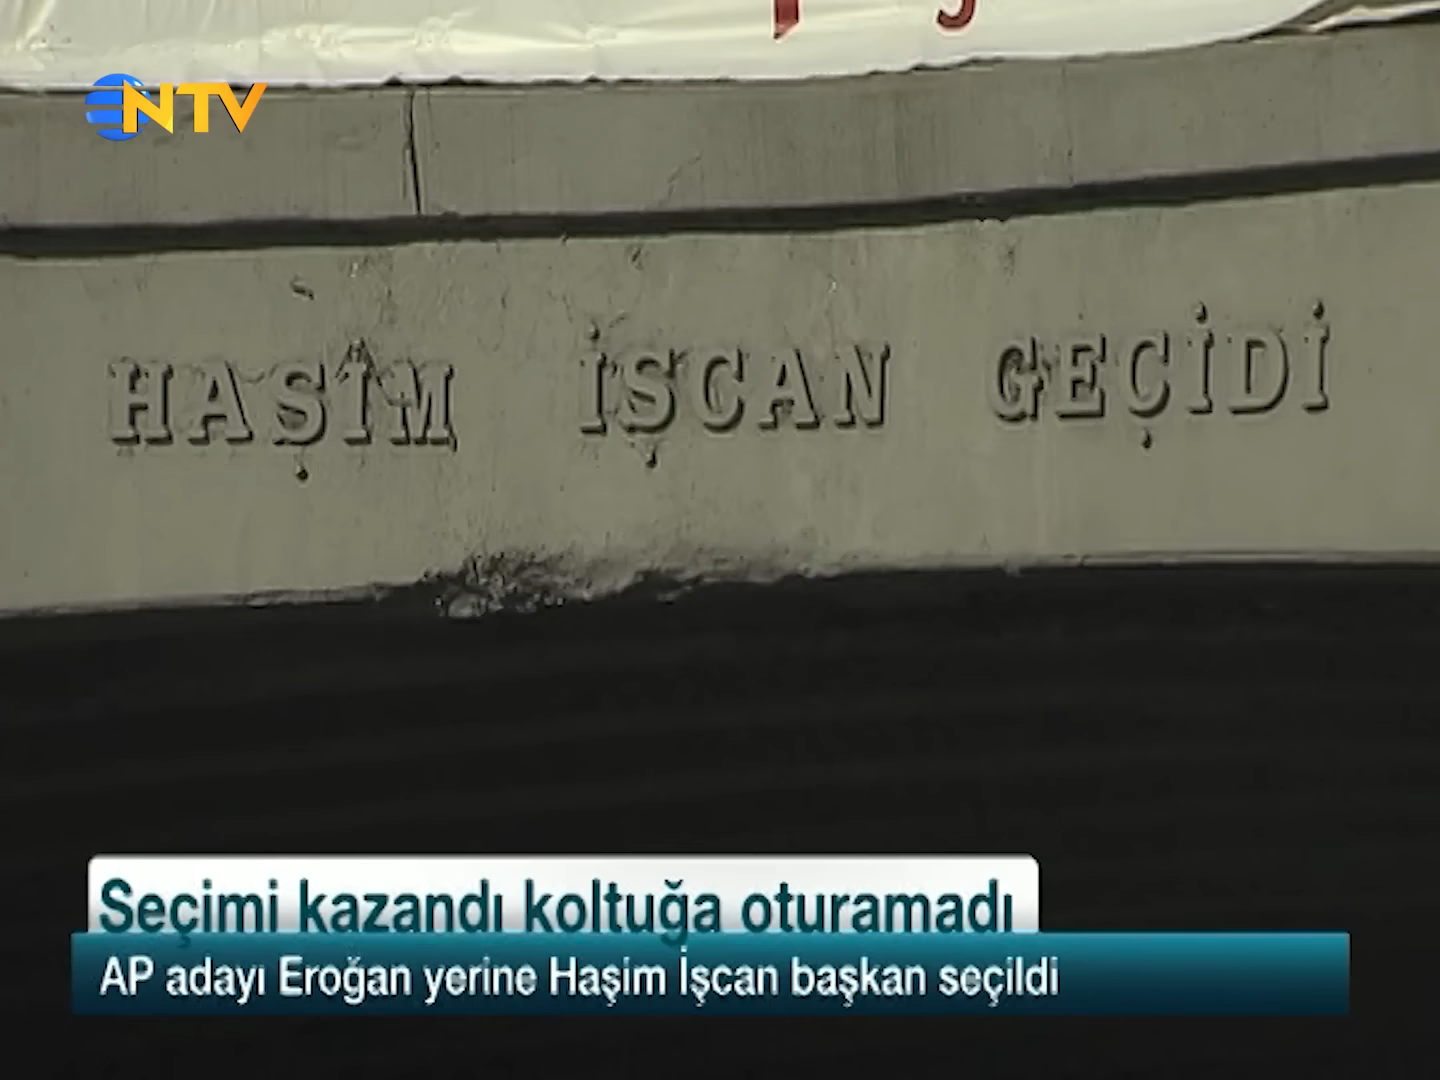 NTV
HAŞİM İŞCAN GEÇİDİ
Seçimi kazandı koltuğa oturamadı
AP adayı Eroğan yerine Haşim İşcan başkan seçildi